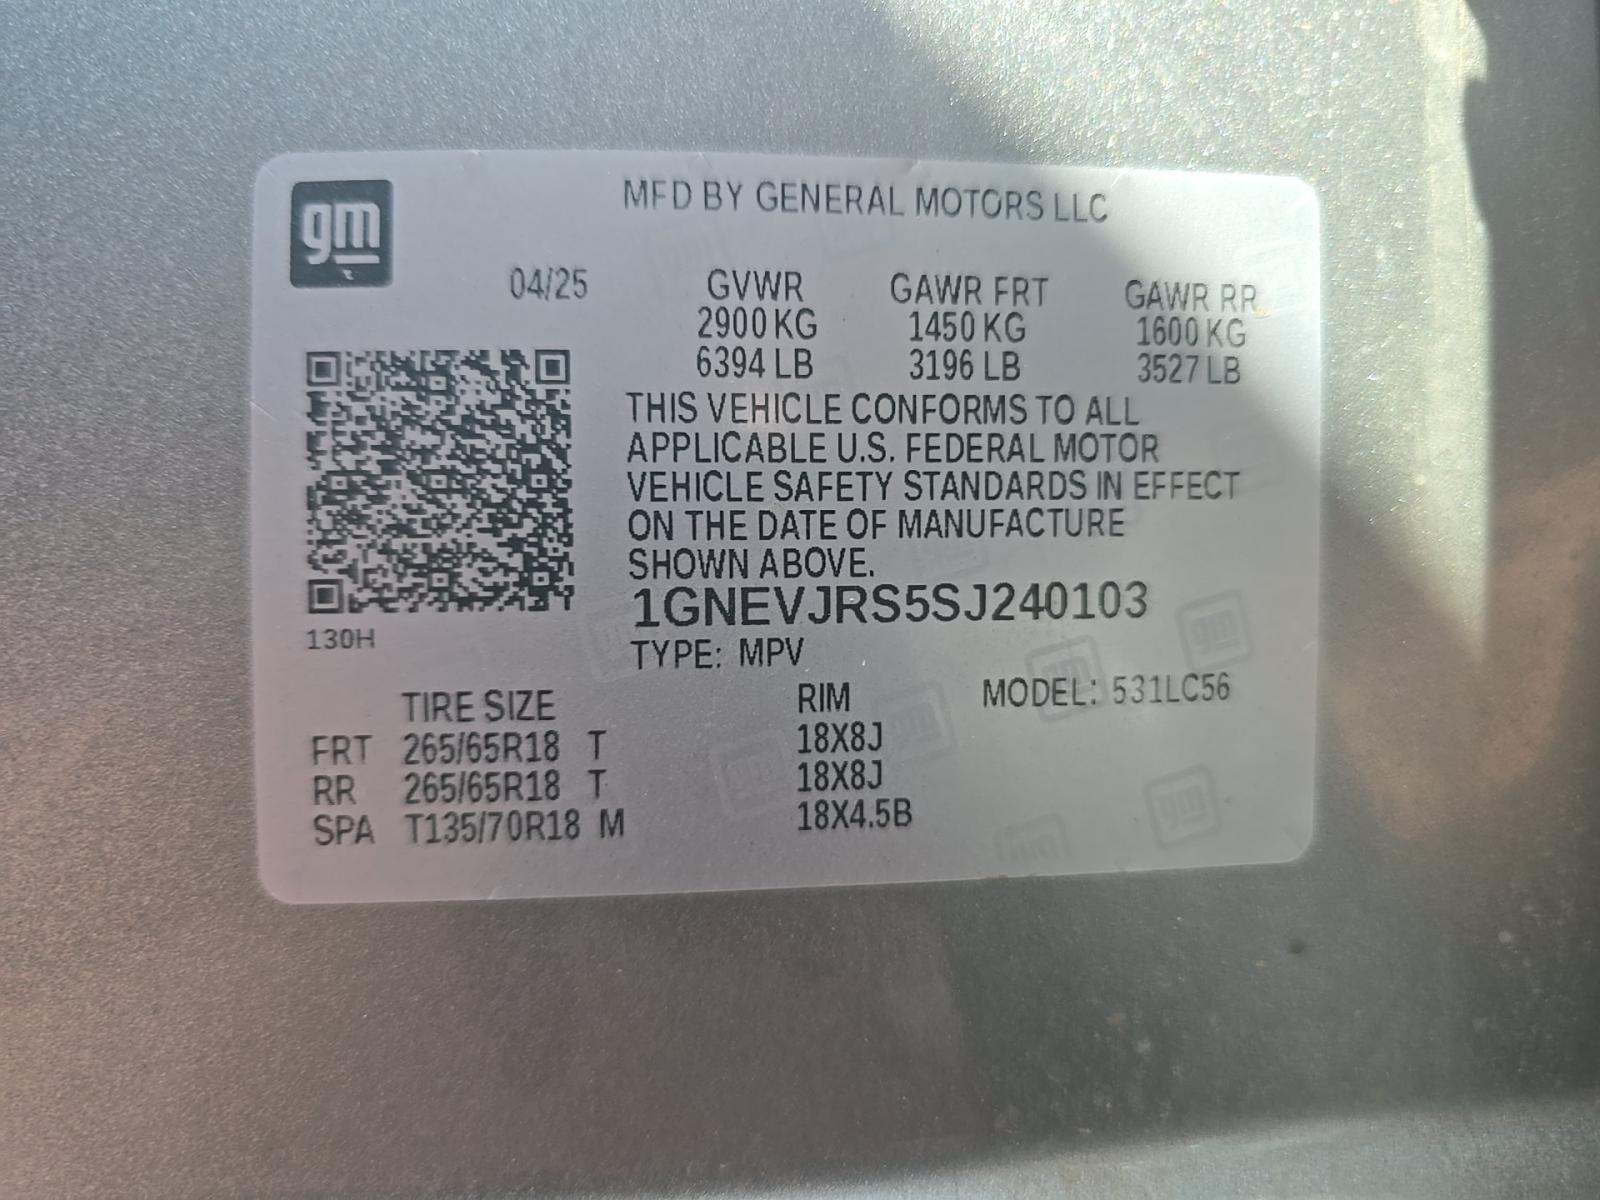 gm
MFD BY GENERAL MOTORS LLC
04/25
GVWR GAWR FRT GAWR RR
2900 KG 1450 KG 1600 KG
6394 LB 3196 LB 3527 LB
THIS VEHICLE CONFORMS TO ALL
APPLICABLE U.S. FEDERAL MOTOR
VEHICLE SAFETY STANDARDS IN EFFECT
ON THE DATE OF MANUFACTURE
SHOWN ABOVE.
1GNEVJRS5SJ240103
130H
TYPE: MPV
TIRE SIZE RIM MODEL: 531LC56
FRT 265/65R18 T 18X8J
RR 265/65R18 T 18X8J
SPA T135/70R18 M 18X4.5B